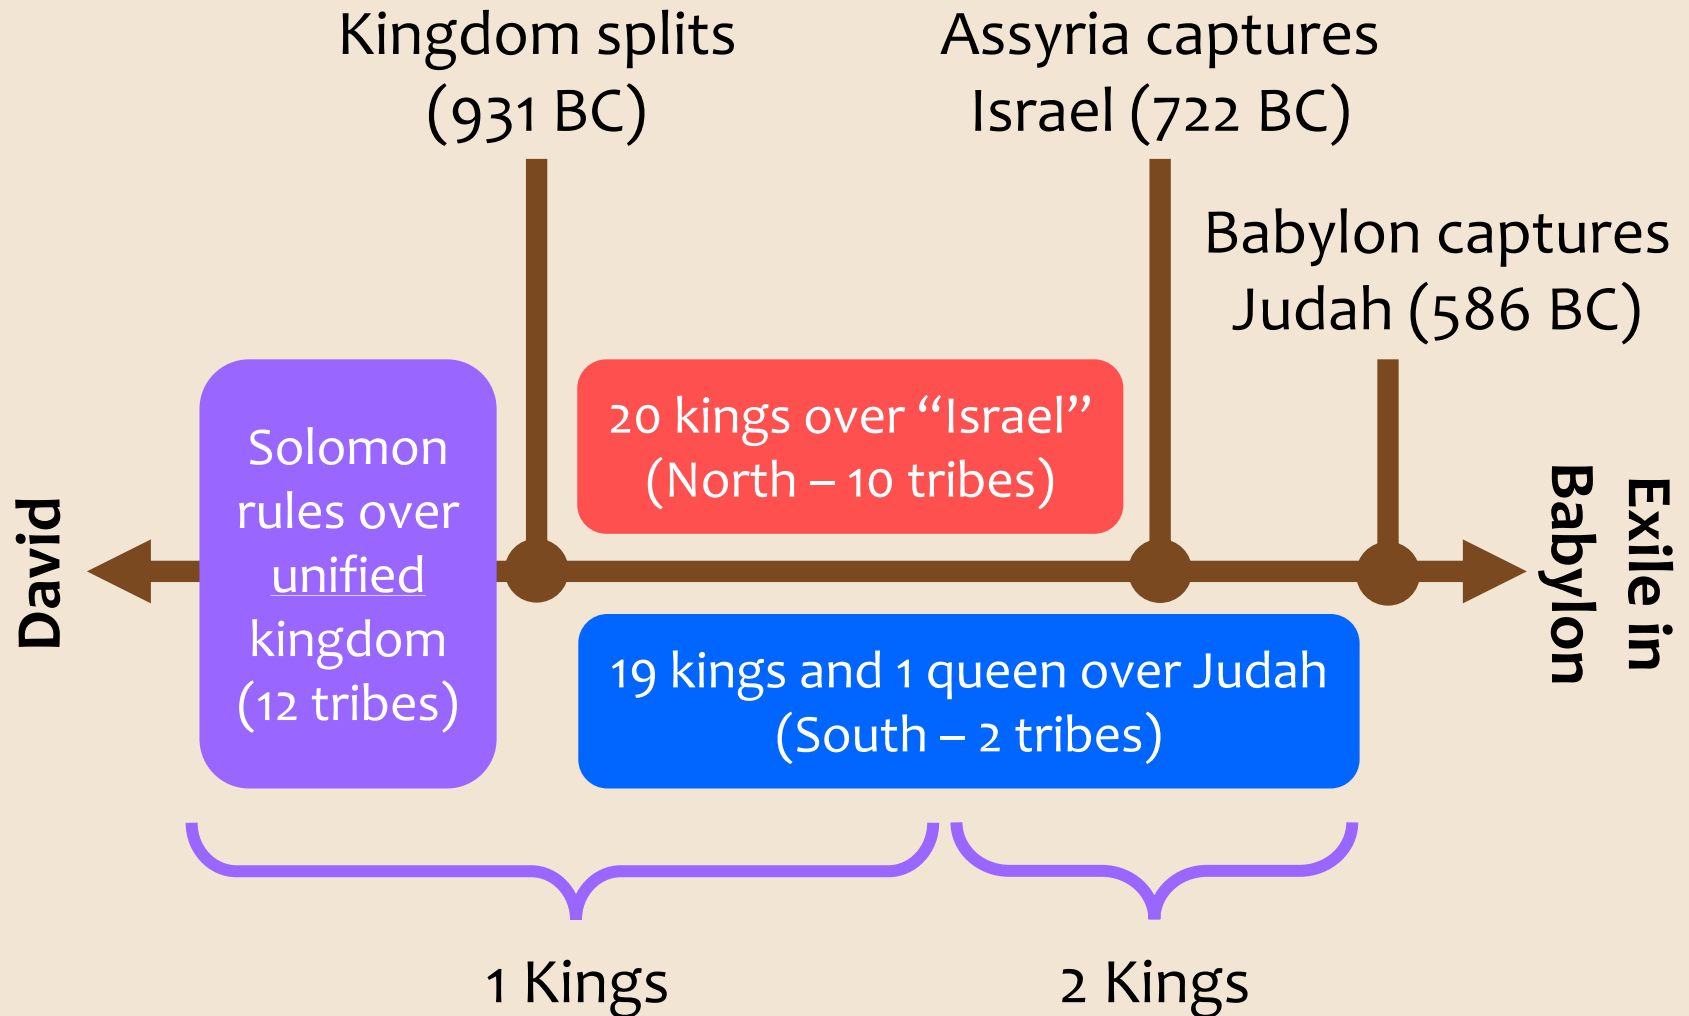 Kingdom splits
(931 BC)
Assyria captures
Israel (722 BC)
Babylon captures
Judah (586 BC)
David
Solomon
rules over
unified
kingdom
(12 tribes)
20 kings over “Israel”
(North – 10 tribes)
19 kings and 1 queen over Judah
(South – 2 tribes)
Exile in
Babylon
1 Kings
2 Kings